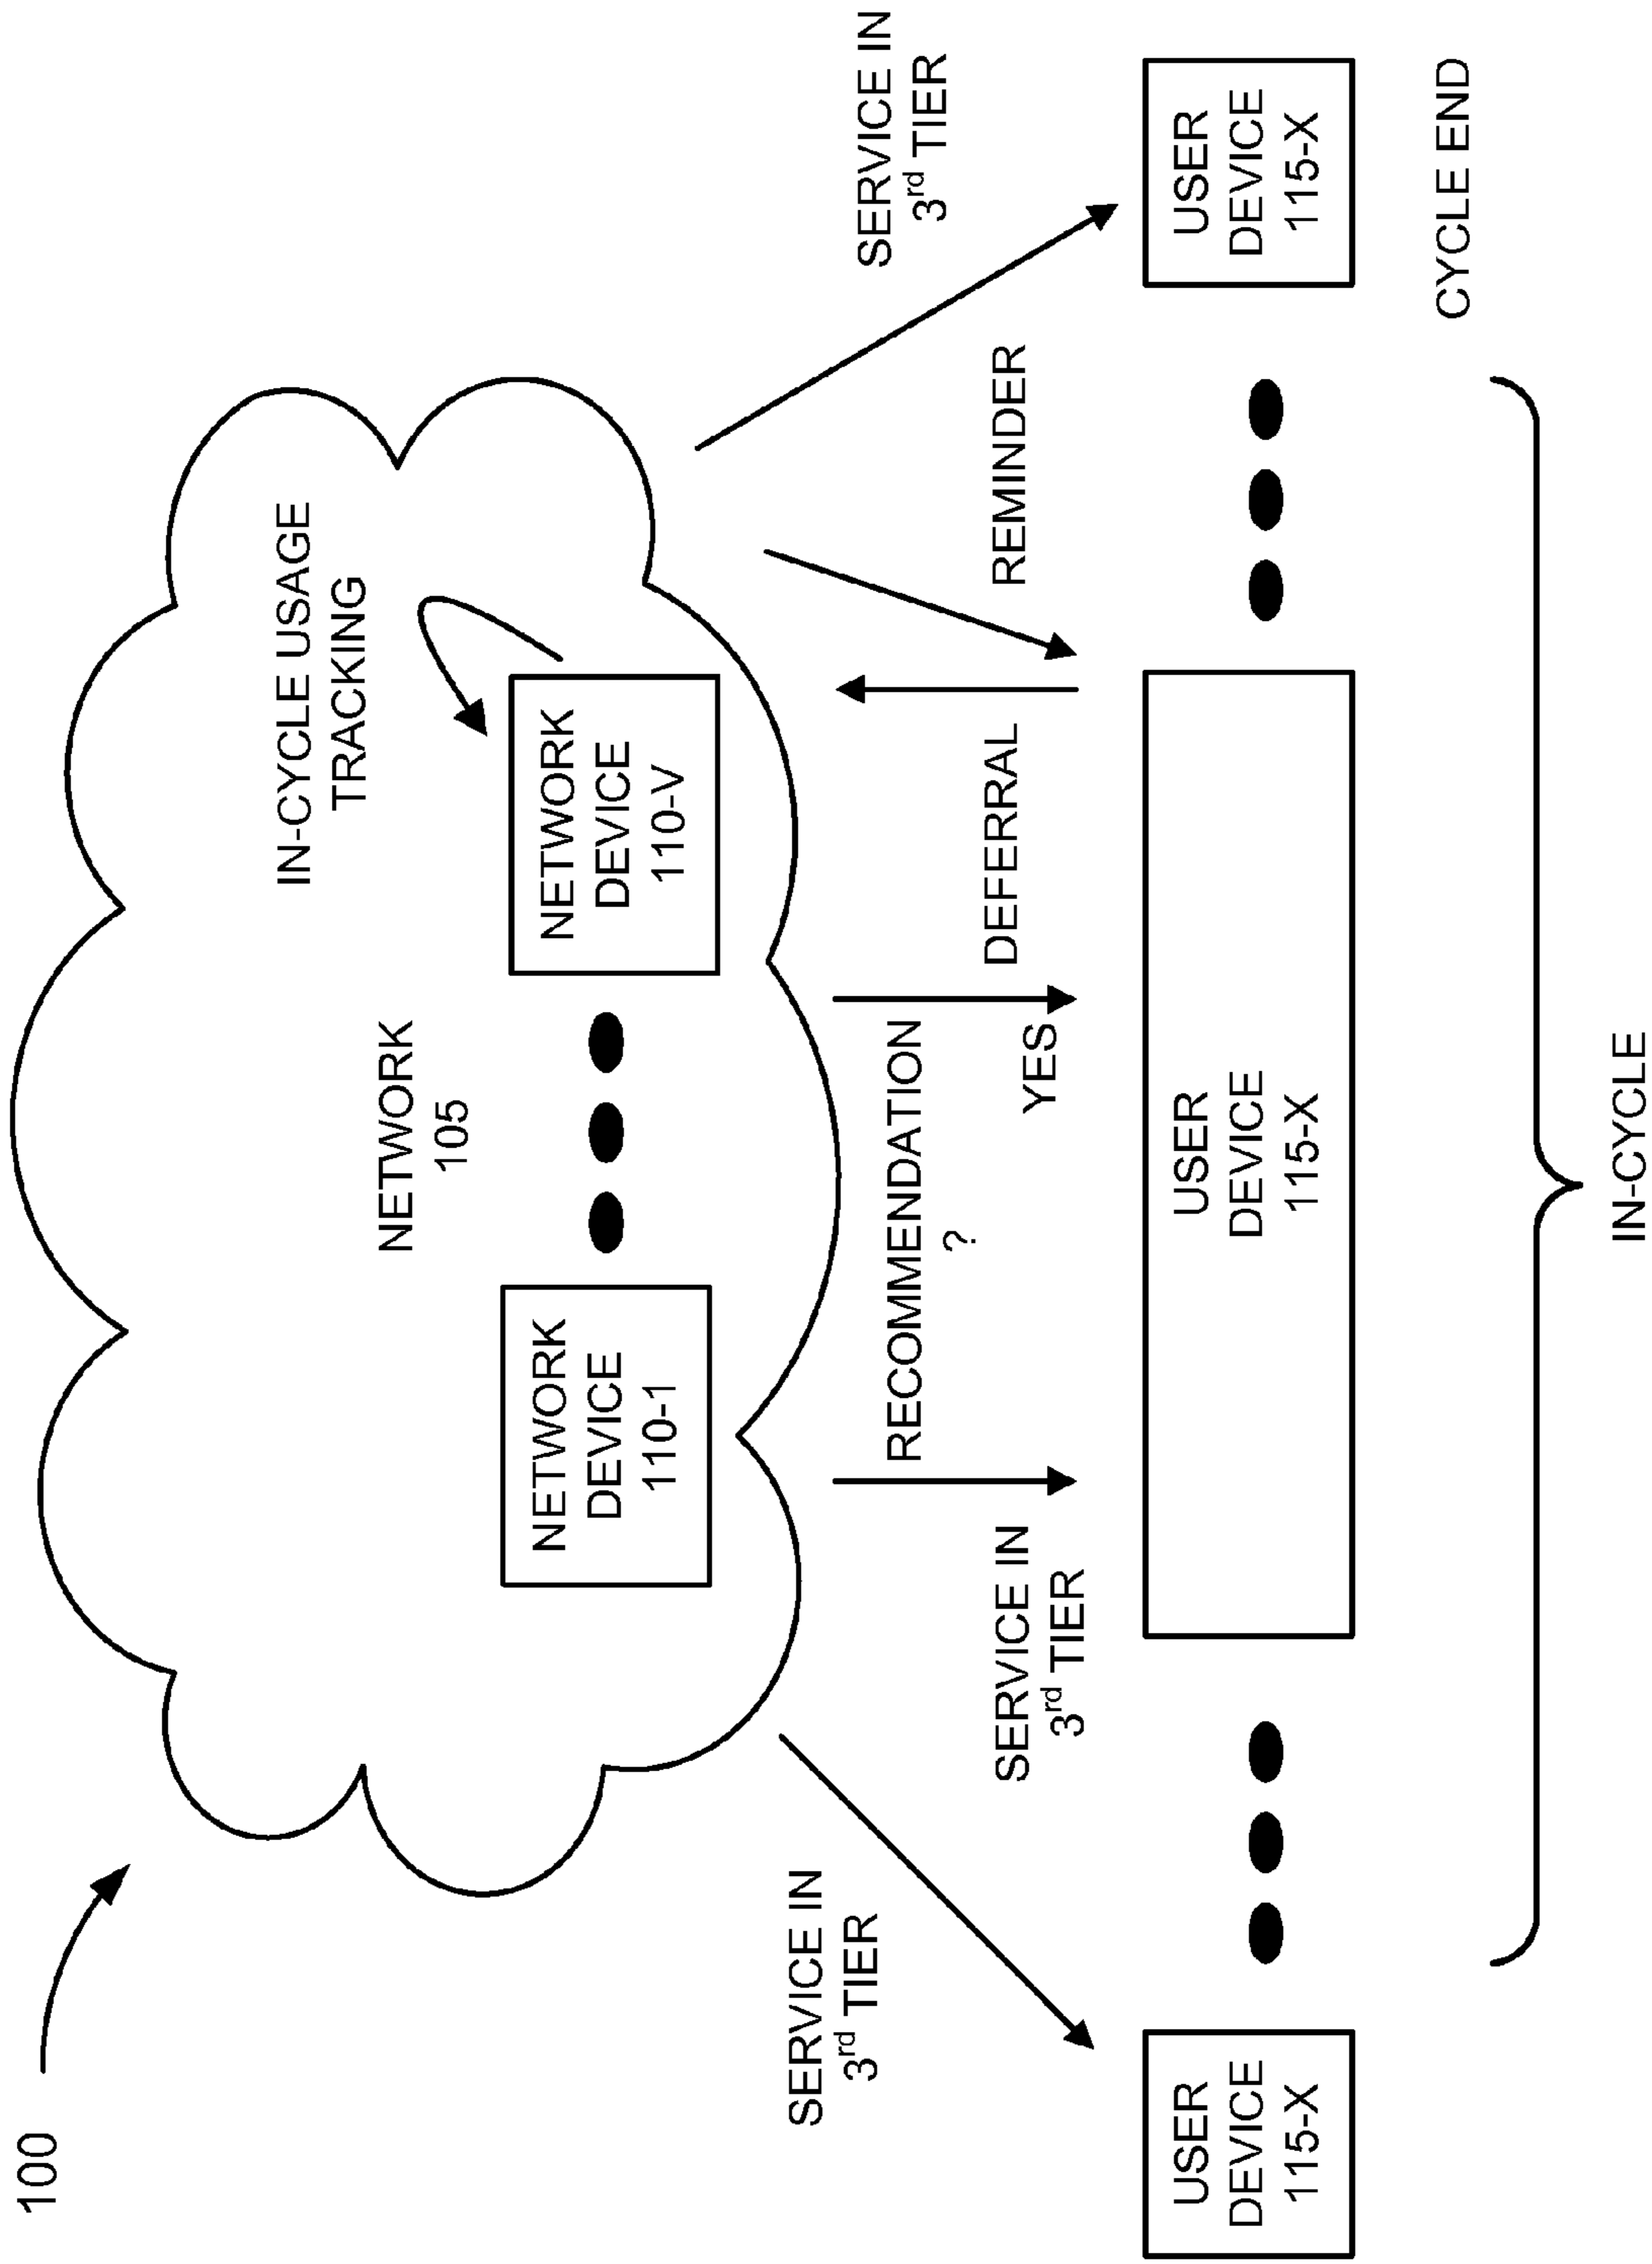 100
IN-CYCLE USAGE
TRACKING
NETWORK
105
NETWORK
DEVICE
110-1
NETWORK
DEVICE
110-V
SERVICE IN
3rd TIER
SERVICE IN
3rd TIER
RECOMMENDATION
?
YES
DEFERRAL
REMINDER
SERVICE IN
3rd TIER
USER
DEVICE
115-X
USER
DEVICE
115-X
USER
DEVICE
115-X
CYCLE END
IN-CYCLE